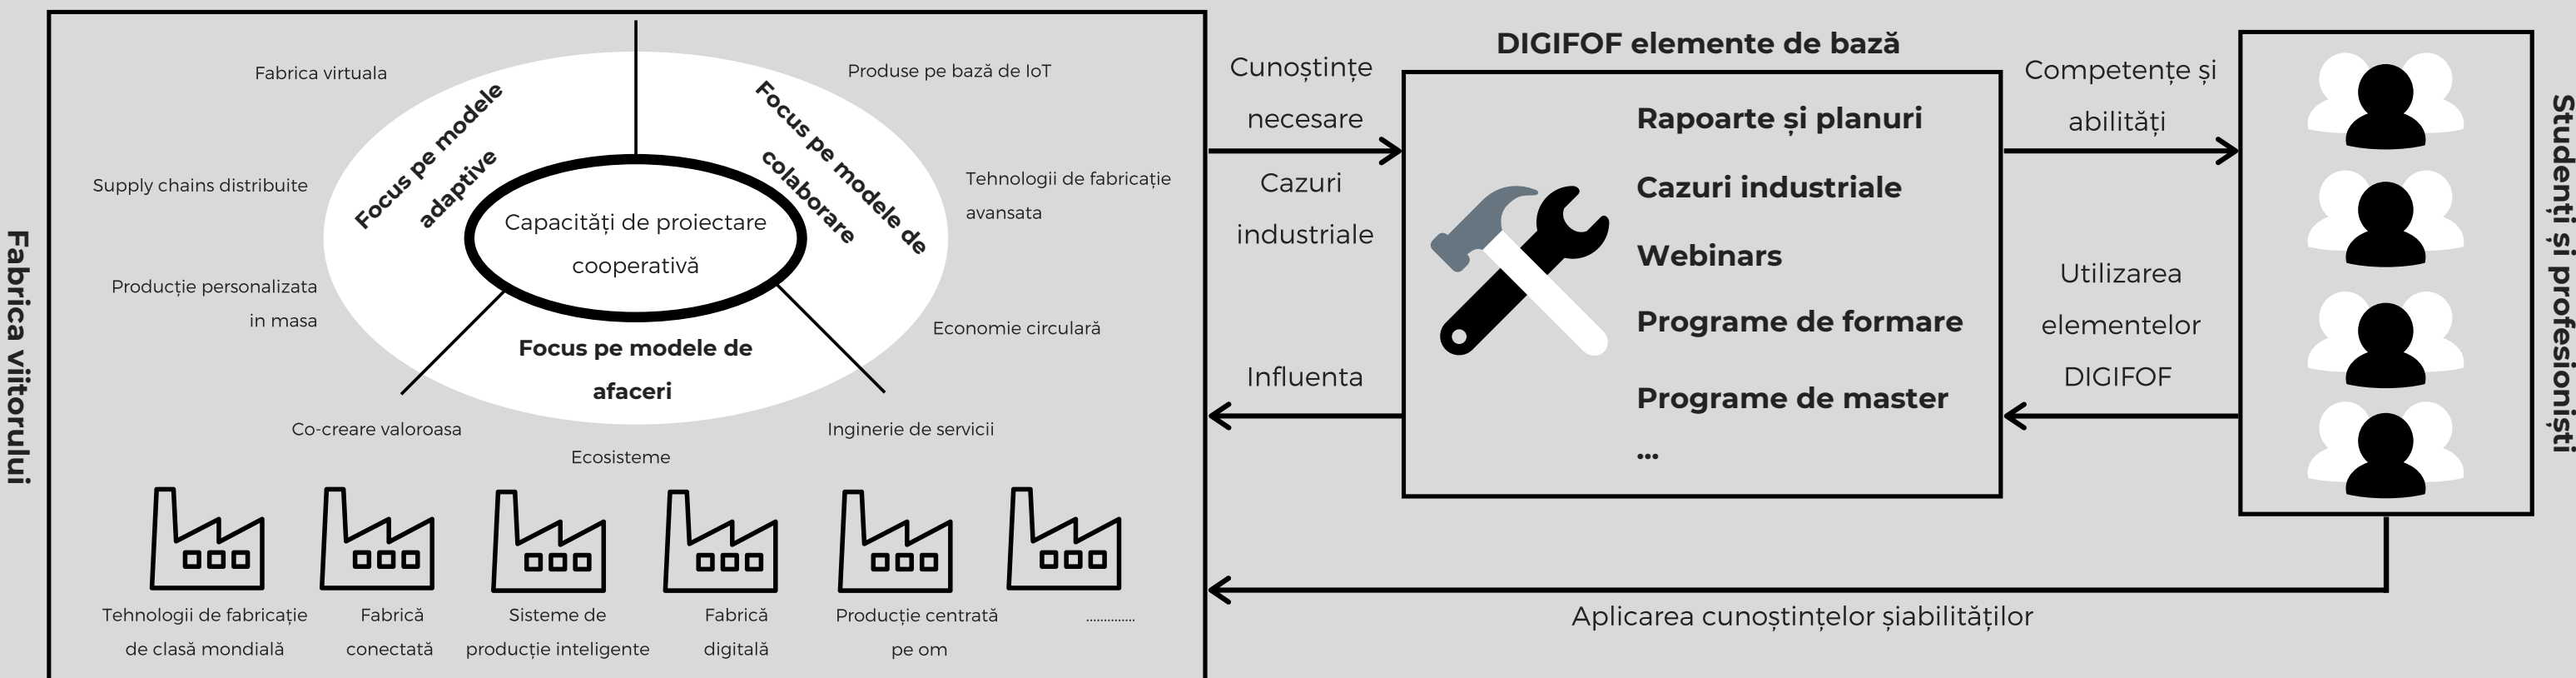 Fabrica viitorului
Fabrica virtuala
Supply chains distribuite
Producție personalizata
in masa
Focus pe modele
adaptive
Focus pe modele de
colaborare
Capacități de proiectare
cooperativă
Focus pe modele de
afaceri
Produse pe bază de IoT
Tehnologii de fabricație
avansata
Economie circulară
Co-creare valoroasa
Ecosisteme
Inginerie de servicii
Tehnologii de fabricație
de clasă mondială
Fabrică
conectată
Sisteme de
producție inteligente
Fabrică
digitală
Producție centrată
pe om
..............
Cunoștințe
necesare
Cazuri
industriale
Influenta
DIGIFOF elemente de bază
Rapoarte și planuri
Cazuri industriale
Webinars
Programe de formare
Programe de master
...
Competențe și
abilități
Utilizarea
elementelor
DIGIFOF
Aplicarea cunoștințelor șiabilităților
Studenți și profesioniști